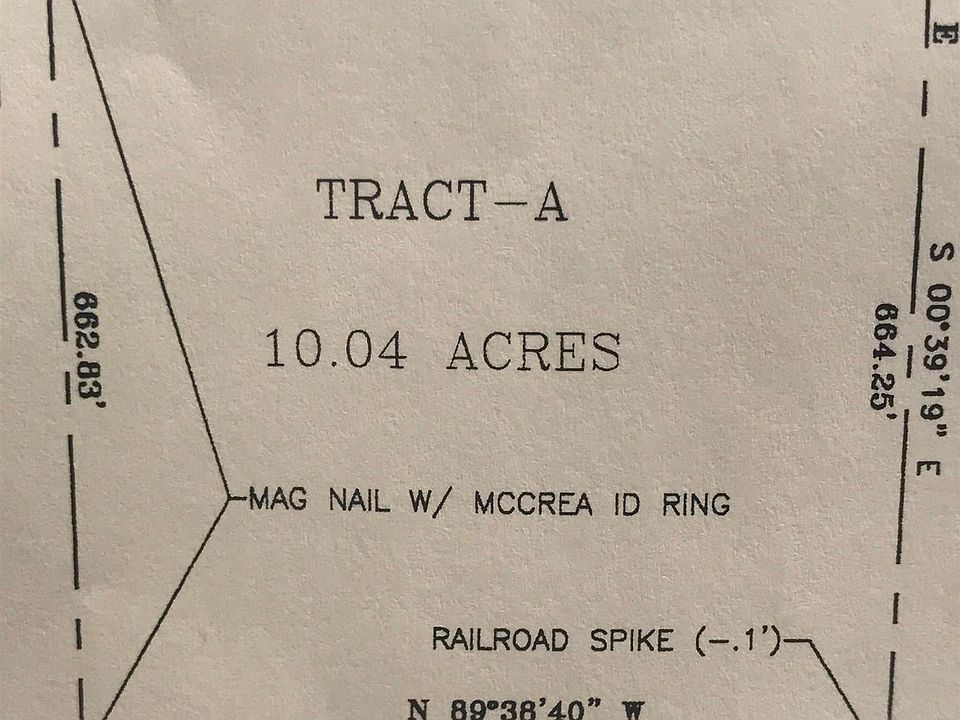 E
TRACT-A
S 00°39'19" E
662.83'
664.25'
10.04 ACRES
MAG NAIL W/ MCCREA ID RING
RAILROAD SPIKE (-.1')
N 89°38'40" W